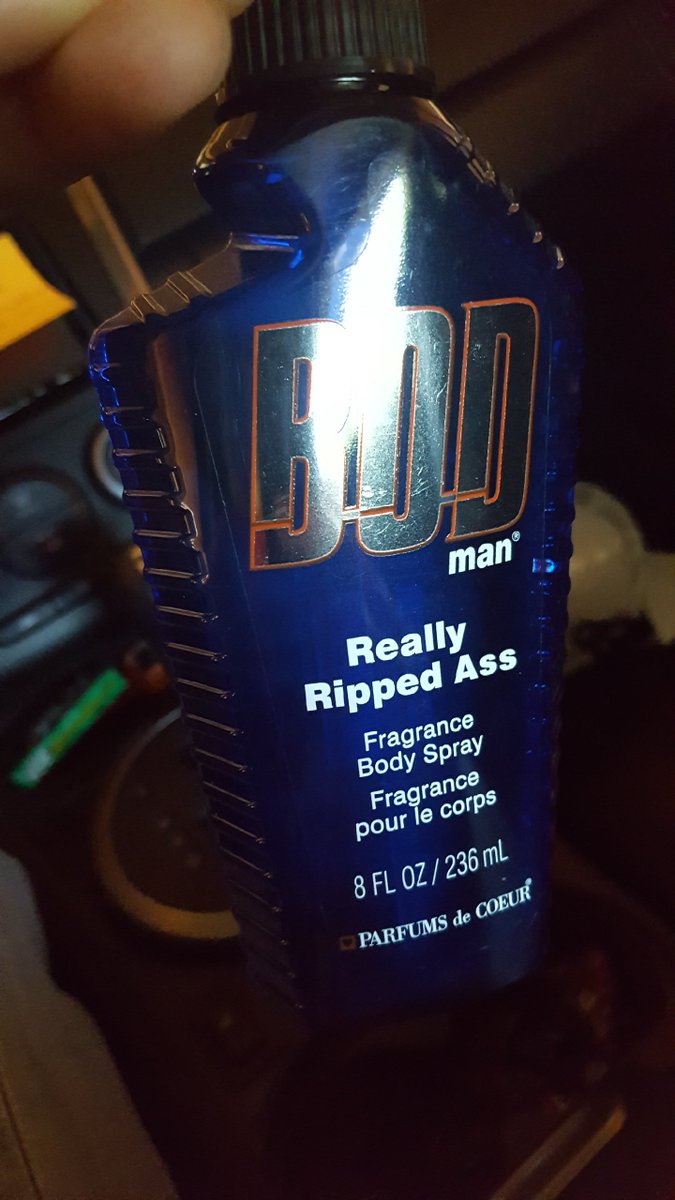 BOD
man®
Really
Ripped Ass
Fragrance
Body Spray
Fragrance
pour le corps
8 FL OZ / 236 mL
PARFUMS de COEUR®